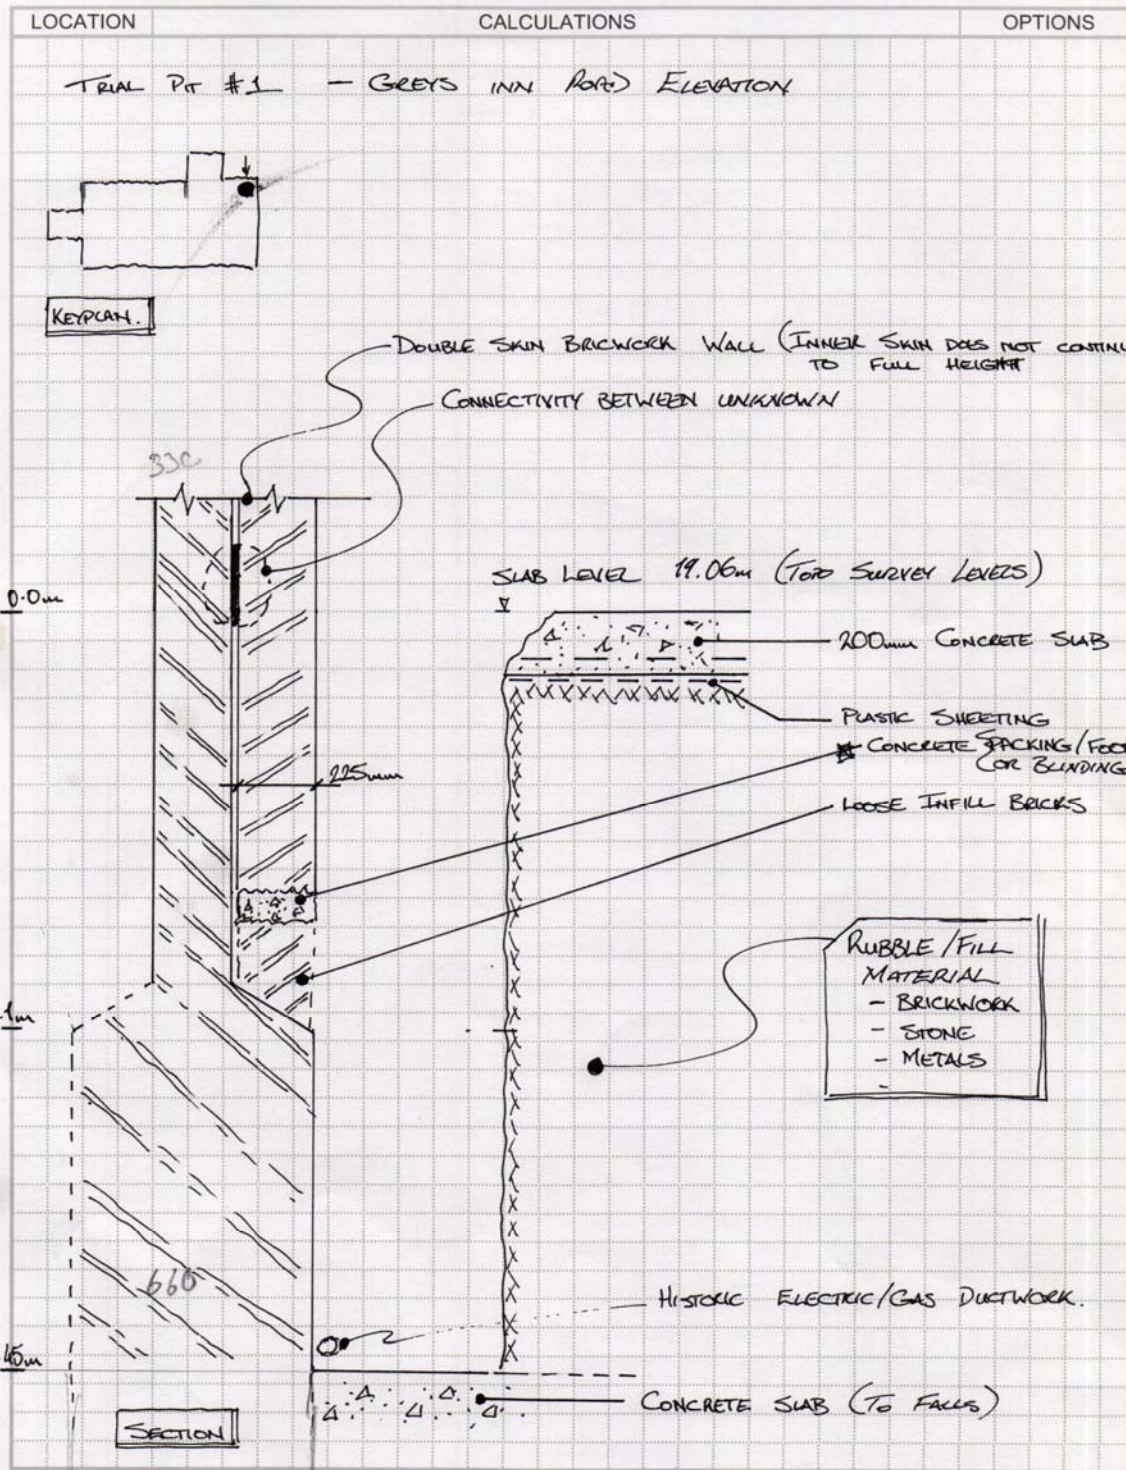 LOCATION
CALCULATIONS
OPTIONS
TRIAL PIT #1 — GREYS INN ROAD ELEVATION
KEYPLAN.
DOUBLE SKIN BRICWORK WALL (INNER SKIN DOES NOT CONTINU
TO FULL HEIGHT
CONNECTIVITY BETWEEN UNKNOWN
330
SLAB LEVEL 19.06m (TOPO SURVEY LEVELS)
0.0m
200mm CONCRETE SLAB
PLASTIC SHEETING
CONCRETE PACKING/FOO
(OR BLINDING
225mm
LOOSE INFILL BRICKS
RUBBLE/FILL
MATERIAL
- BRICKWORK
- STONE
- METALS
-
.1m
660
HISTORIC ELECTRIC/GAS DUCTWORK.
45m
CONCRETE SLAB (TO FALLS)
SECTION